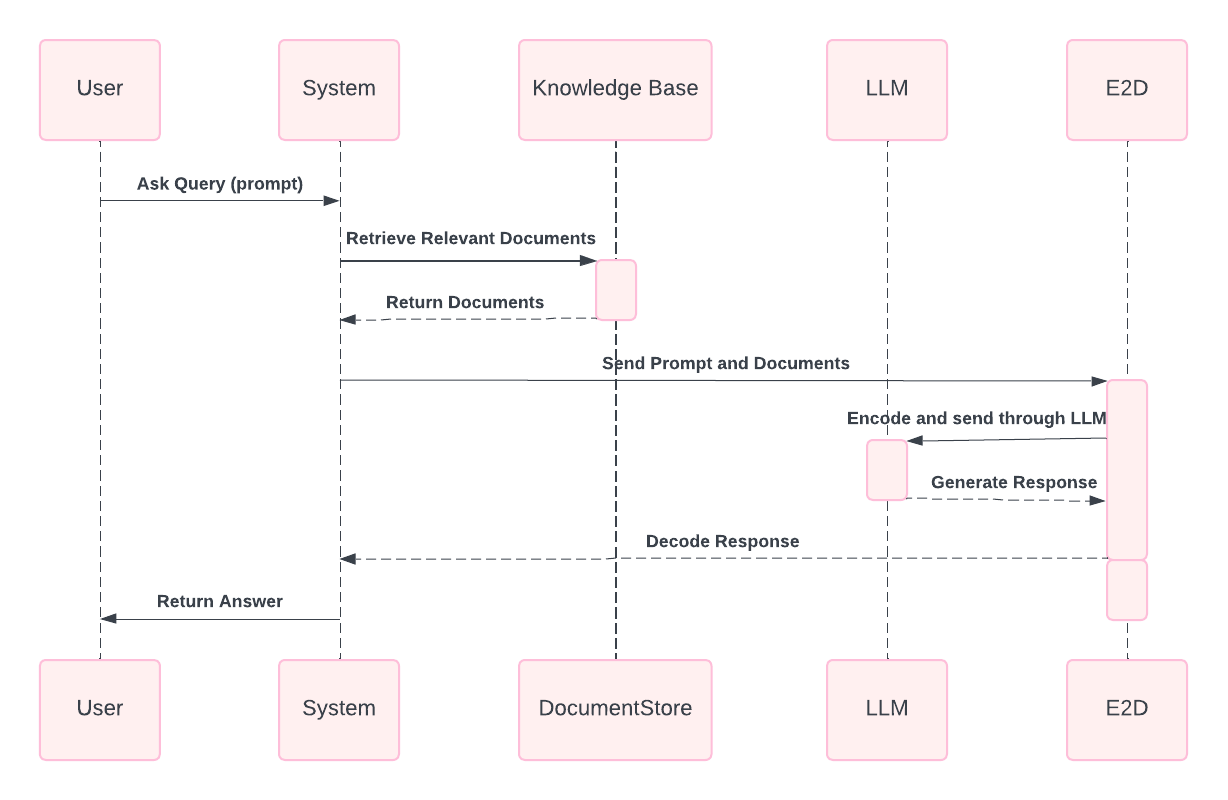 User
System
Knowledge Base
LLM
E2D
Ask Query (prompt)
Retrieve Relevant Documents
Return Documents
Send Prompt and Documents
Encode and send through LLM
Generate Response
Decode Response
Return Answer
User
System
DocumentStore
LLM
E2D